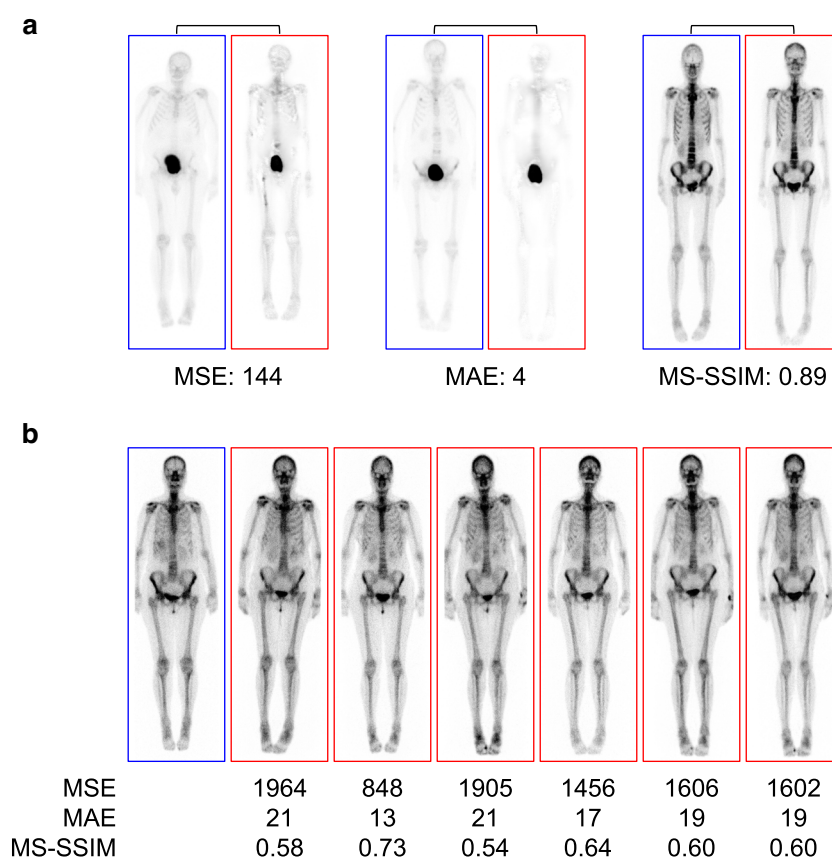 a
MSE: 144 MAE: 4 MS-SSIM: 0.89
b
MSE 1964 848 1905 1456 1606 1602
MAE 21 13 21 17 19 19
MS-SSIM 0.58 0.73 0.54 0.64 0.60 0.60